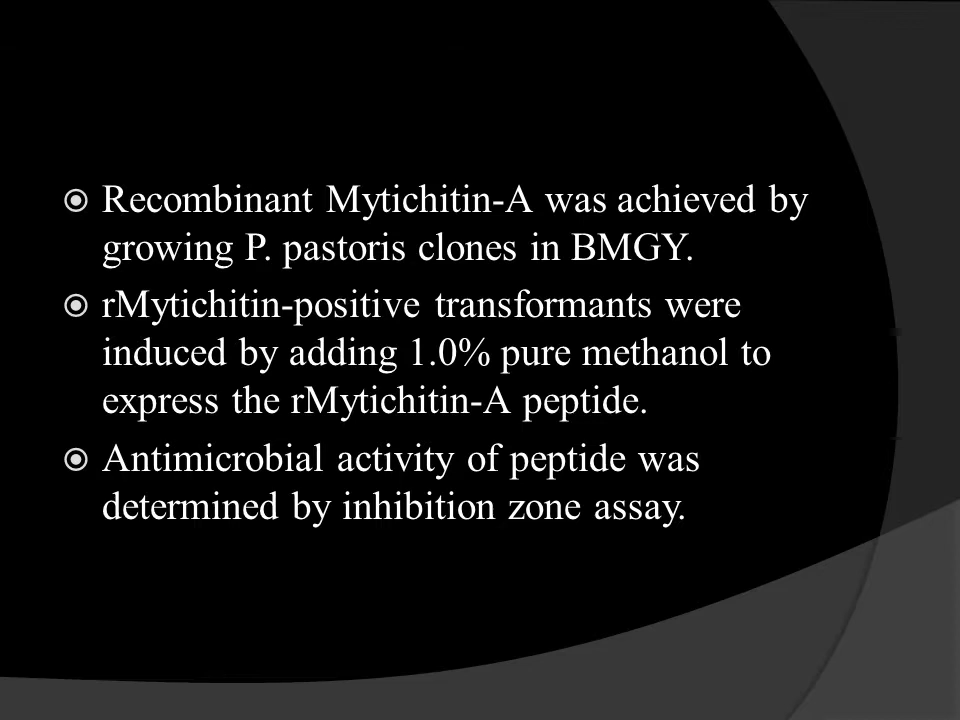 Recombinant Mytichitin-A was achieved by
growing P. pastoris clones in BMGY.
rMytichitin-positive transformants were
induced by adding 1.0% pure methanol to
express the rMytichitin-A peptide.
Antimicrobial activity of peptide was
determined by inhibition zone assay.